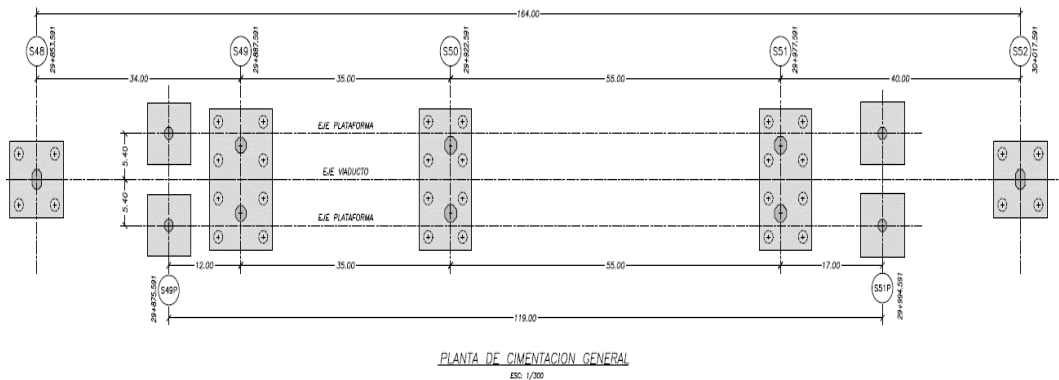 164.00
S48
29+853.591
S49
29+887.591
S50
29+922.591
S51
29+977.591
S52
30+017.591
34.00
35.00
55.00
40.00
EJE PLATAFORMA
5.40
EJE VIADUCTO
5.40
EJE PLATAFORMA
12.00
35.00
55.00
17.00
S49P
29+875.591
S51P
29+994.591
119.00
PLANTA DE CIMENTACION GENERAL
ESC: 1/300